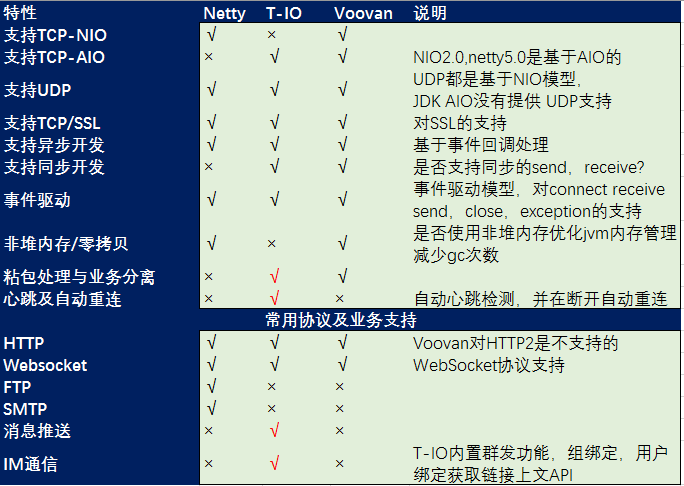 特性 Netty T-IO Voovan 说明
支持TCP-NIO √ × √
支持TCP-AIO × √ √ NIO2.0,netty5.0是基于AIO的
支持UDP √ √ √ UDP都是基于NIO模型，
JDK AIO没有提供 UDP支持
支持TCP/SSL √ √ √ 对SSL的支持
支持异步开发 √ √ √ 基于事件回调处理
支持同步开发 × √ √ 是否支持同步的send，receive?
事件驱动 √ √ √ 事件驱动模型，对connect receive
send，close，exception的支持
非堆内存/零拷贝 √ × √ 是否使用非堆内存优化jvm内存管理
减少gc次数
粘包处理与业务分离 × √ √
心跳及自动重连 × √ × 自动心跳检测，并在断开自动重连
常用协议及业务支持
HTTP √ √ √ Voovan对HTTP2是不支持的
Websocket √ √ √ WebSocket协议支持
FTP √ × ×
SMTP √ × ×
消息推送 × √ ×
IM通信 × √ × T-IO内置群发功能，组绑定，用户
绑定获取链接上文API